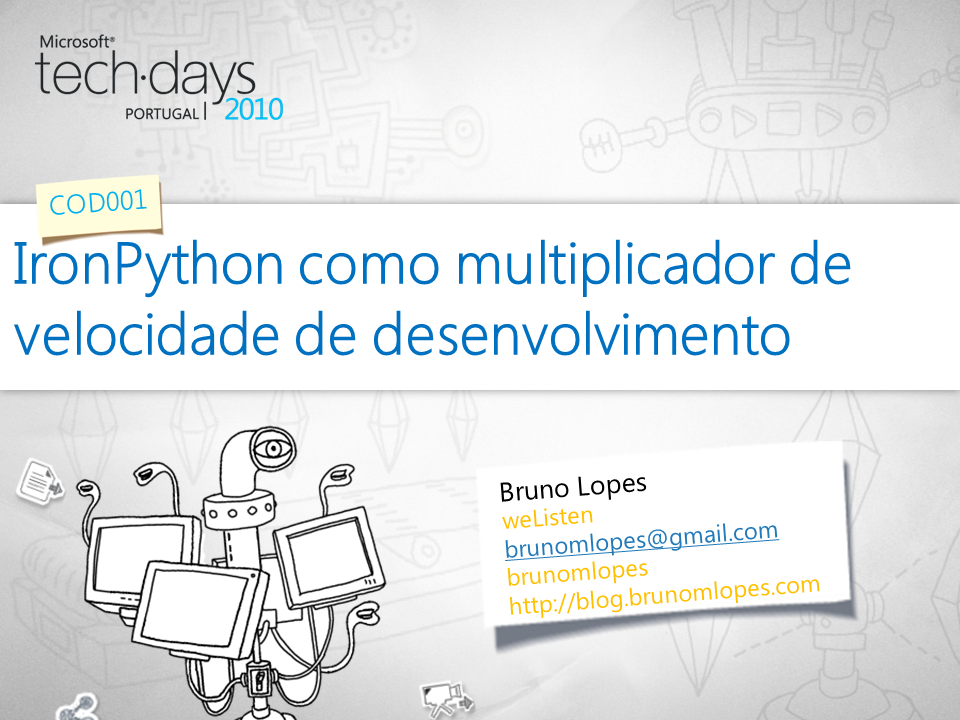 Microsoft®
tech·days
PORTUGAL | 2010
COD001
IronPython como multiplicador de
velocidade de desenvolvimento
Bruno Lopes
weListen
brunomlopes@gmail.com
brunomlopes
http://blog.brunomlopes.com